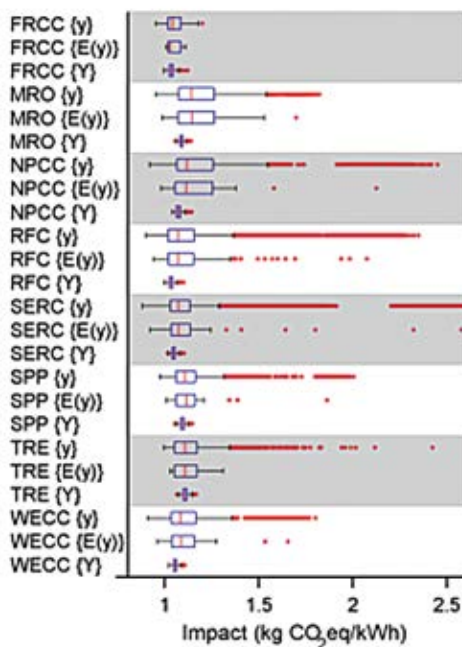 FRCC {y}
FRCC {E(y)}
FRCC {Y}
MRO {y}
MRO {E(y)}
MRO {Y}
NPCC {y}
NPCC {E(y)}
NPCC {Y}
RFC {y}
RFC {E(y)}
RFC {Y}
SERC {y}
SERC {E(y)}
SERC {Y}
SPP {y}
SPP {E(y)}
SPP {Y}
TRE {y}
TRE {E(y)}
TRE {Y}
WECC {y}
WECC {E(y)}
WECC {Y}
1 1.5 2 2.5
Impact (kg CO2eq/kWh)